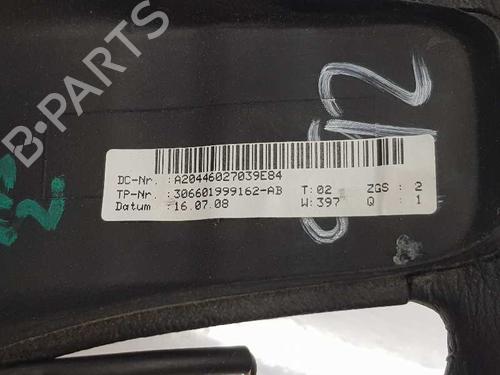 B-PARTS
DC-Nr. :A20446027039E84
TP-Nr. :306601999162-AB T: 02 ZGS : 2
Datum :16.07.08 W: 397 Q : 1